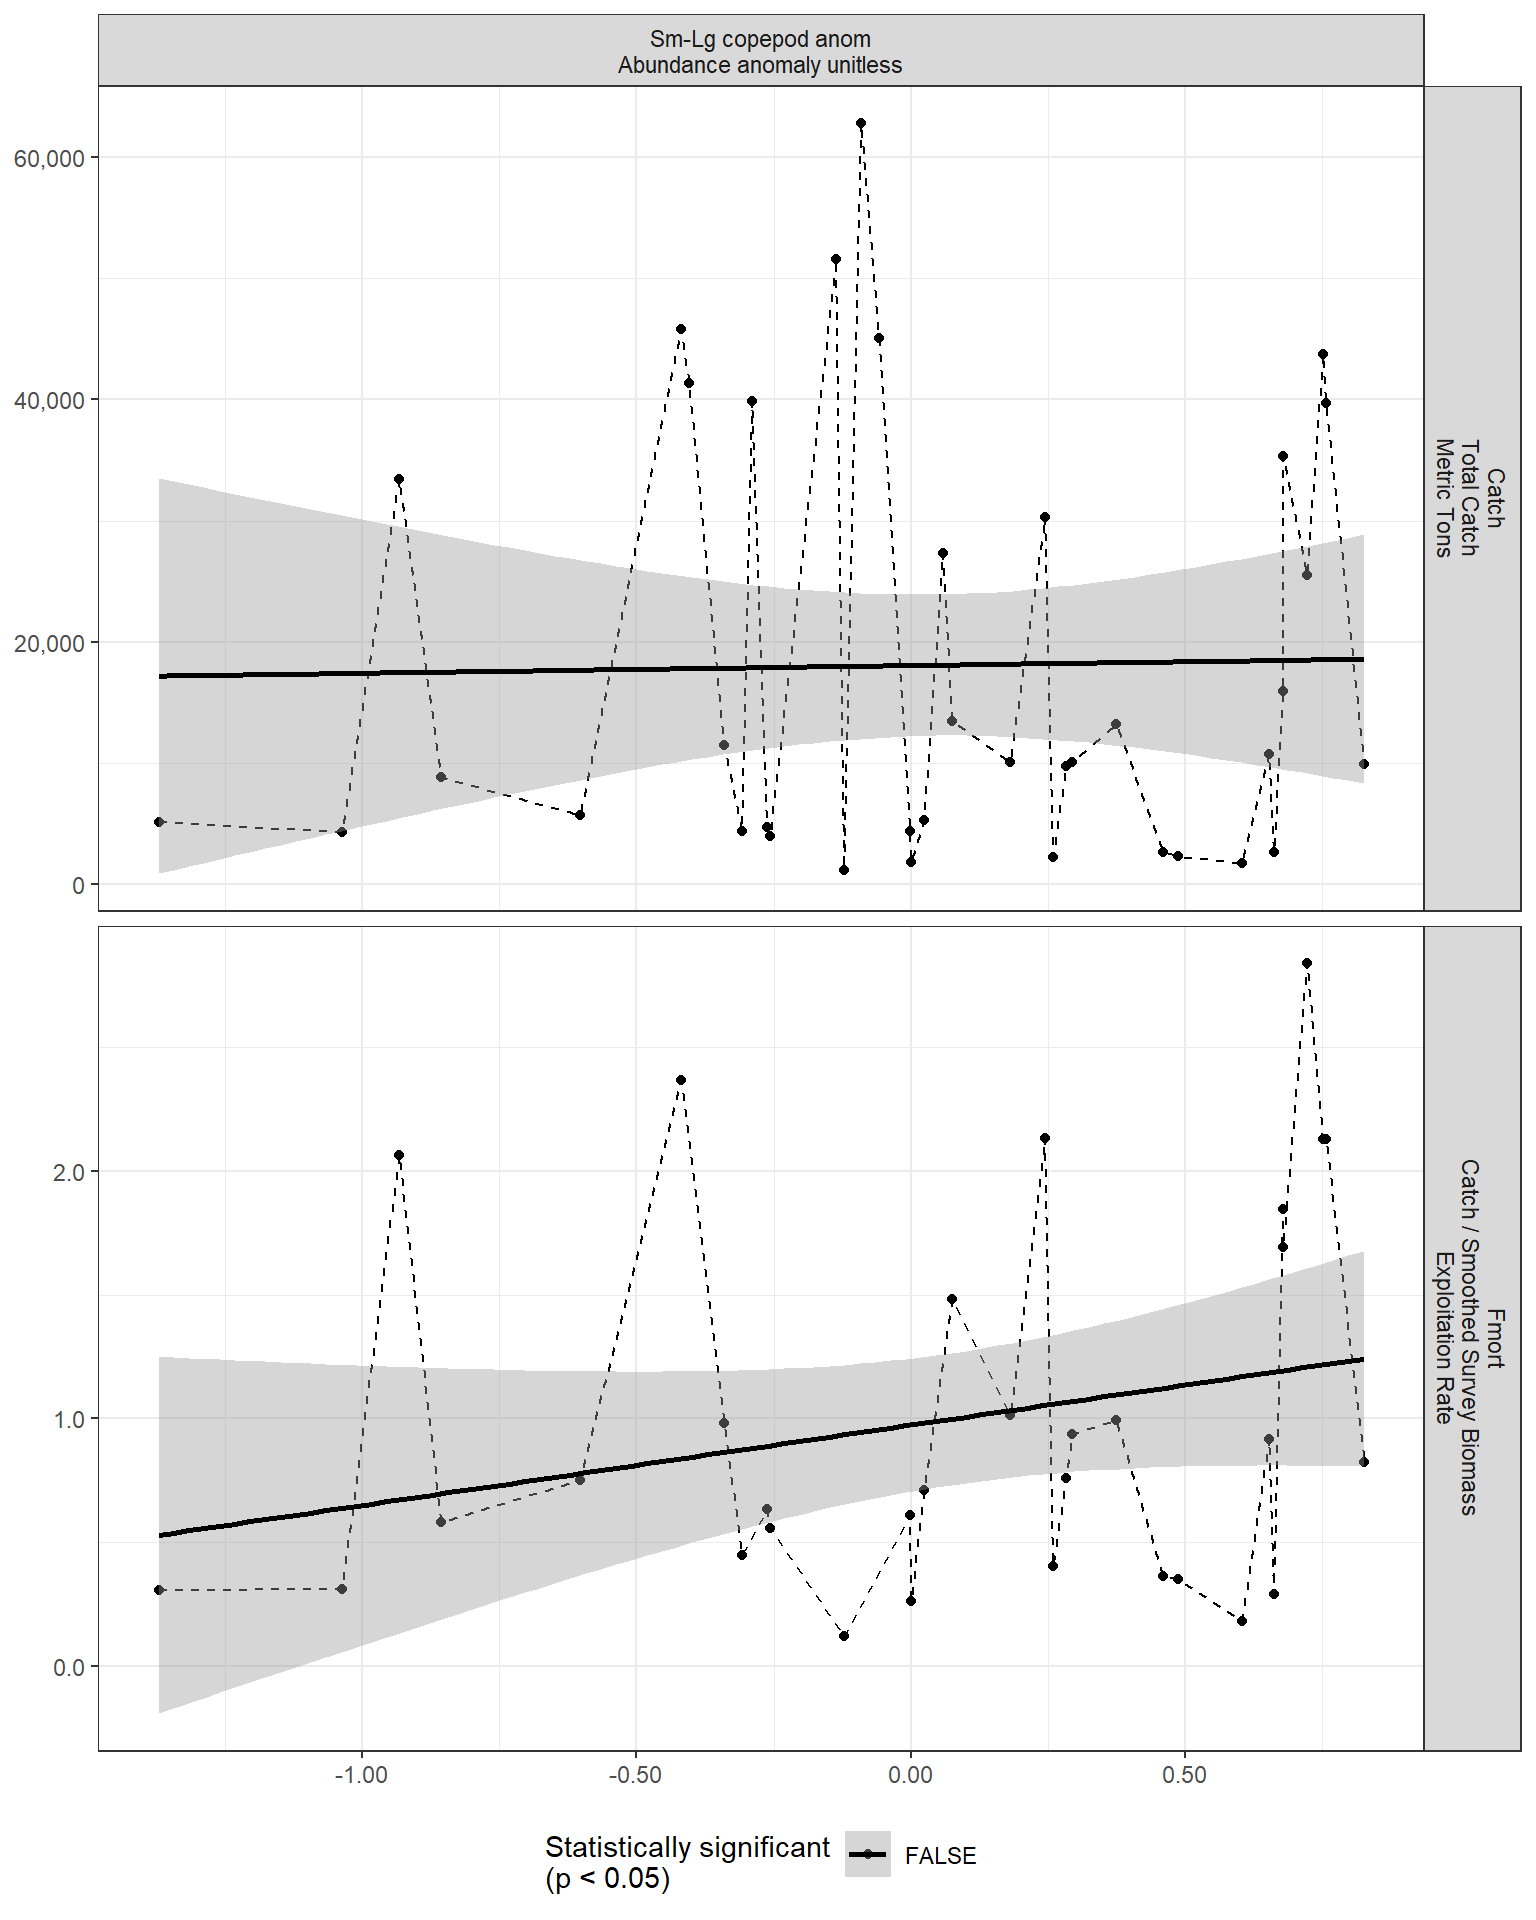 Sm-Lg copepod anom
Abundance anomaly unitless
60,000
40,000
20,000
0
Catch
Total Catch
Metric Tons
2.0
1.0
0.0
Fmort
Catch / Smoothed Survey Biomass
Exploitation Rate
-1.00
-0.50
0.00
0.50
Statistically significant
(p < 0.05)
FALSE